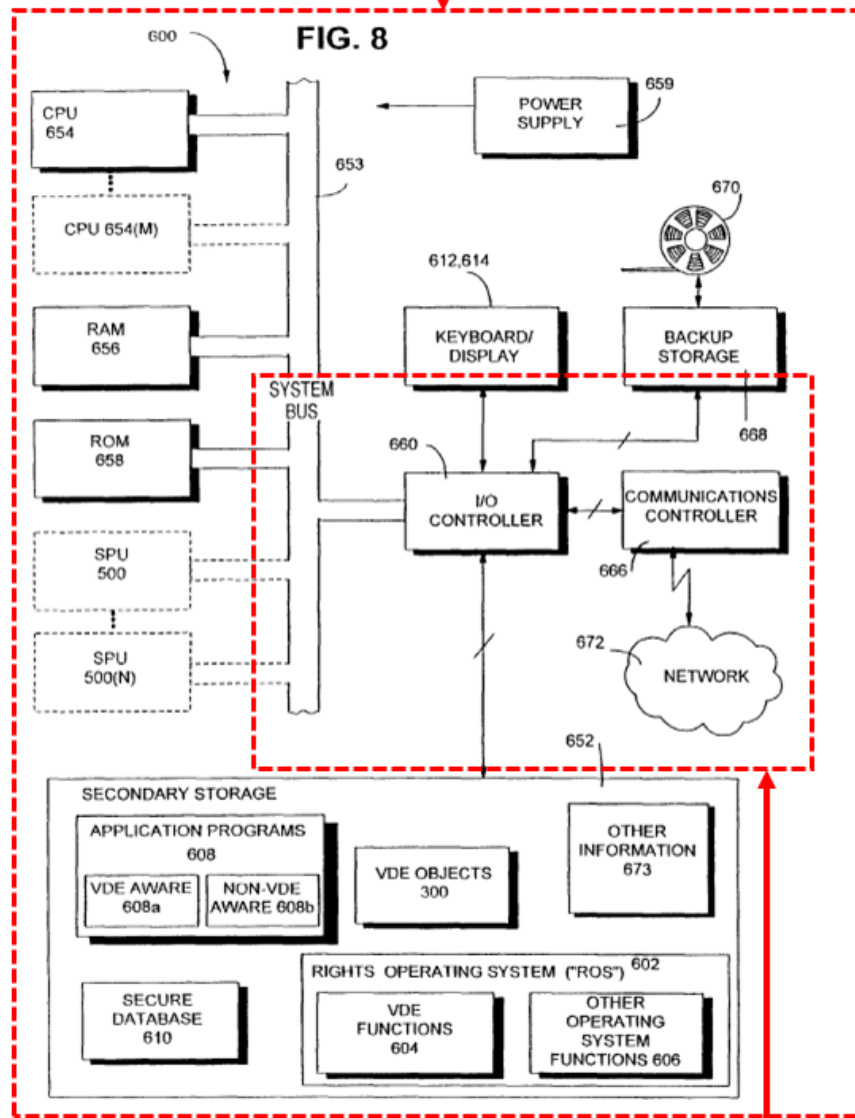 600
FIG. 8
CPU
654
POWER
SUPPLY
659
653
CPU 654(M)
670
612,614
RAM
656
KEYBOARD/
DISPLAY
BACKUP
STORAGE
SYSTEM
BUS
668
ROM
658
660
I/O
CONTROLLER
COMMUNICATIONS
CONTROLLER
666
SPU
500
SPU
500(N)
672
NETWORK
652
SECONDARY STORAGE
APPLICATION PROGRAMS
608
VDE AWARE
608a
NON-VDE
AWARE 608b
VDE OBJECTS
300
OTHER
INFORMATION
673
RIGHTS OPERATING SYSTEM ("ROS") 602
SECURE
DATABASE
610
VDE
FUNCTIONS
604
OTHER
OPERATING
SYSTEM
FUNCTIONS 606